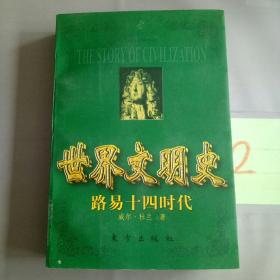 THE STORY OF CIVILIZATION
世界文明史
路易十四时代
威尔·杜兰 著
东方出版社
2